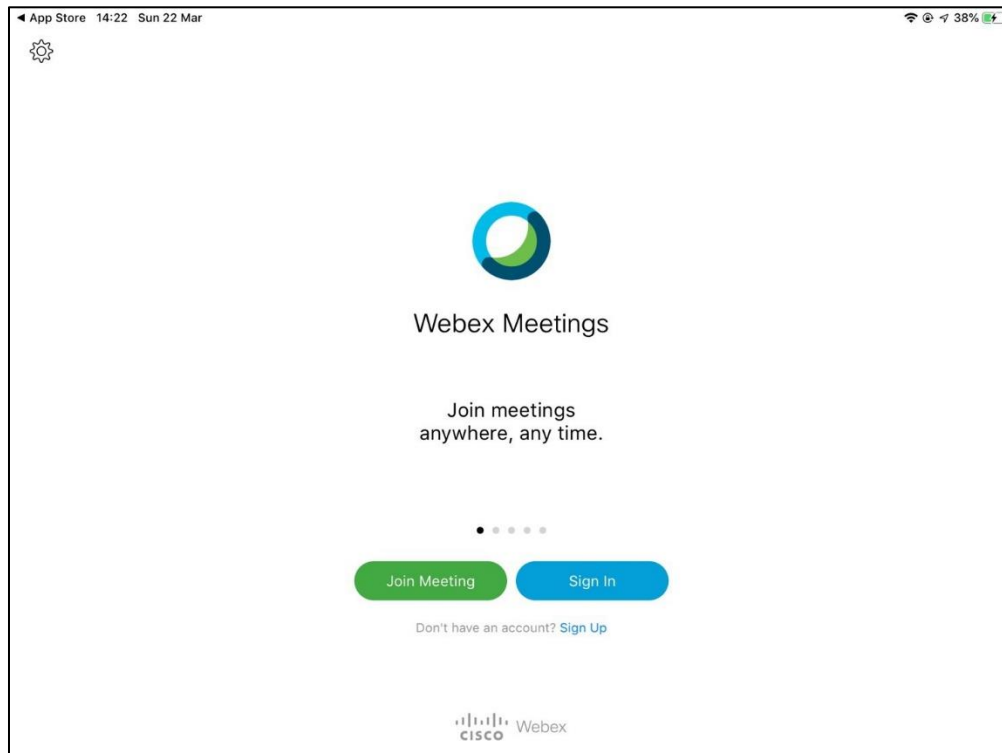 ◀ App Store 14:22 Sun 22 Mar 38%
Webex Meetings
Join meetings
anywhere, any time.
Join Meeting Sign In
Don't have an account? Sign Up
CISCO Webex